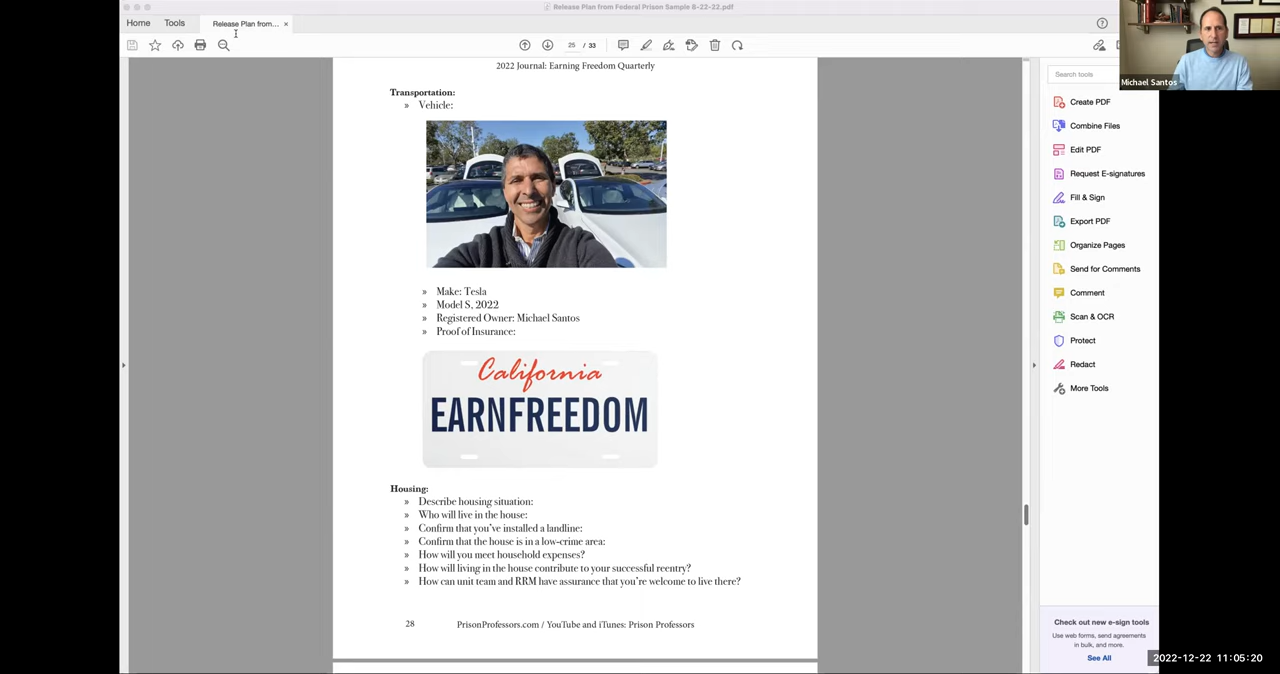 Release Plan from Federal Prison Sample 8-22-22.pdf
Home Tools Release Plan from... ×
25 / 33
2022 Journal: Earning Freedom Quarterly
Transportation:
» Vehicle:
» Make: Tesla
» Model S, 2022
» Registered Owner: Michael Santos
» Proof of Insurance:
California
EARNFREEDOM
Housing:
» Describe housing situation:
» Who will live in the house:
» Confirm that you've installed a landline:
» Confirm that the house is in a low-crime area:
» How will you meet household expenses?
» How will living in the house contribute to your successful reentry?
» How can unit team and RRM have assurance that you're welcome to live there?
28 PrisonProfessors.com / YouTube and iTunes: Prison Professors
Michael Santos
Search tools
Create PDF
Combine Files
Edit PDF
Request E-signatures
Fill & Sign
Export PDF
Organize Pages
Send for Comments
Comment
Scan & OCR
Protect
Redact
More Tools
Check out new e-sign tools
Use web forms, send agreements
in bulk, and more.
See All
2022-12-22 11:05:20